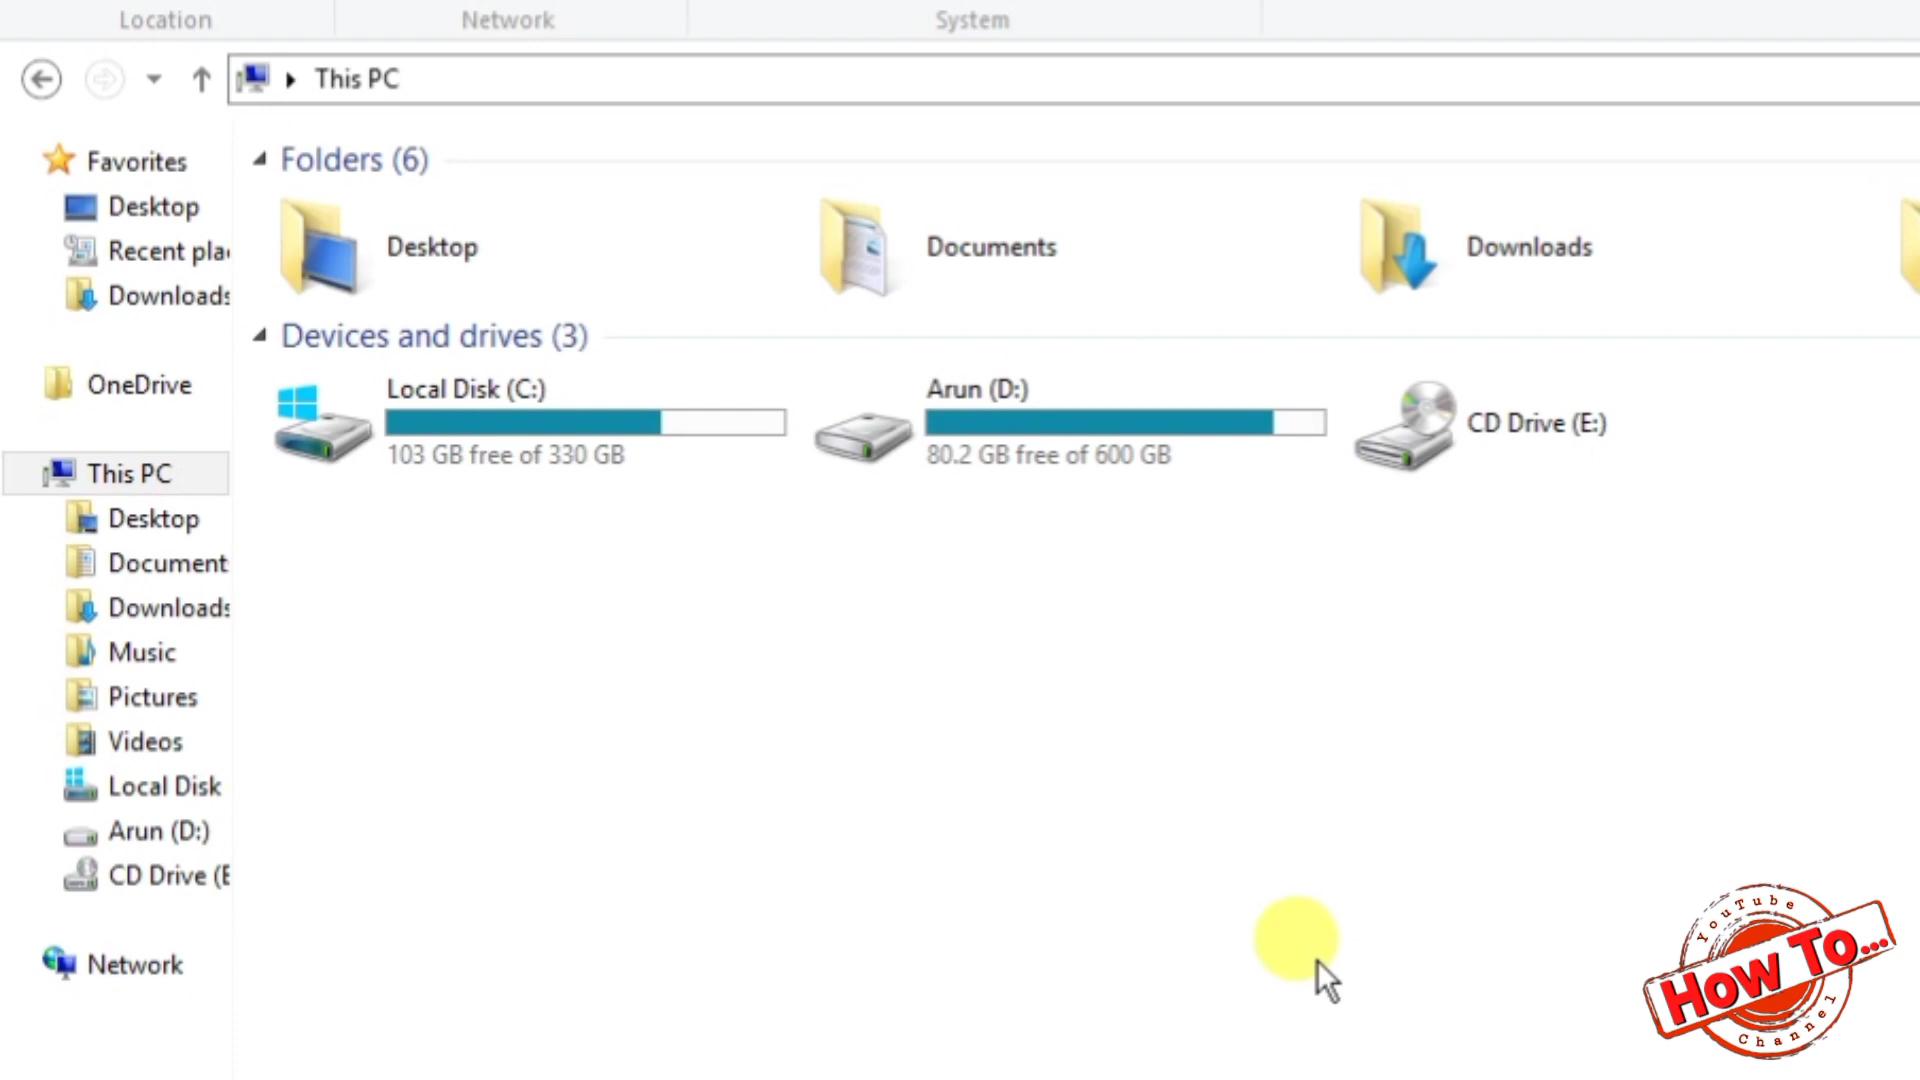 Location
Network
System
This PC
Favorites
Desktop
Recent pla
Downloads
OneDrive
This PC
Desktop
Document
Downloads
Music
Pictures
Videos
Local Disk
Arun (D:)
CD Drive (E
Network
Folders (6)
Desktop
Documents
Downloads
Devices and drives (3)
Local Disk (C:)
103 GB free of 330 GB
Arun (D:)
80.2 GB free of 600 GB
CD Drive (E:)
YouTube
How To...
Channel